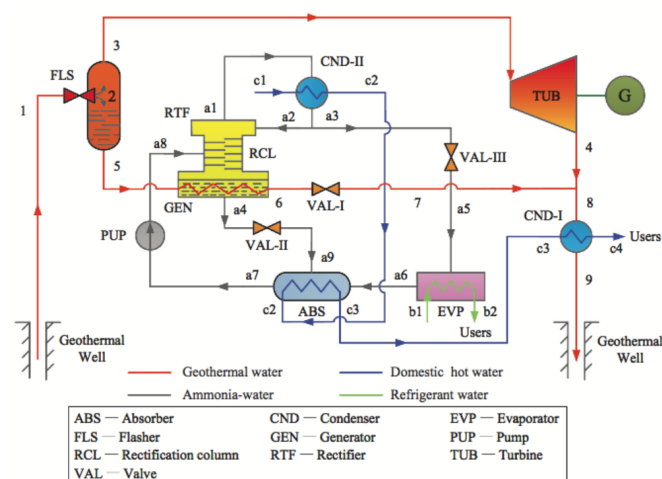 3
CND-II
FLS
c1
c2
2
1
a1
TUB
G
RTF
a2
a3
a8
RCL
VAL-III
4
5
GEN
6
VAL-I
7
8
a4
a5
CND-I
Users
PUP
VAL-II
c3
c4
a9
a7
a6
9
c2
ABS
c3
b1
EVP
b2
Users
Geothermal
Well
Geothermal
Well
Geothermal water
Domestic hot water
Ammonia-water
Refrigerant water
ABS — Absorber
CND — Condenser
EVP — Evaporator
FLS — Flasher
GEN — Generator
PUP — Pump
RCL — Rectification column
RTF — Rectifier
TUB — Turbine
VAL — Valve